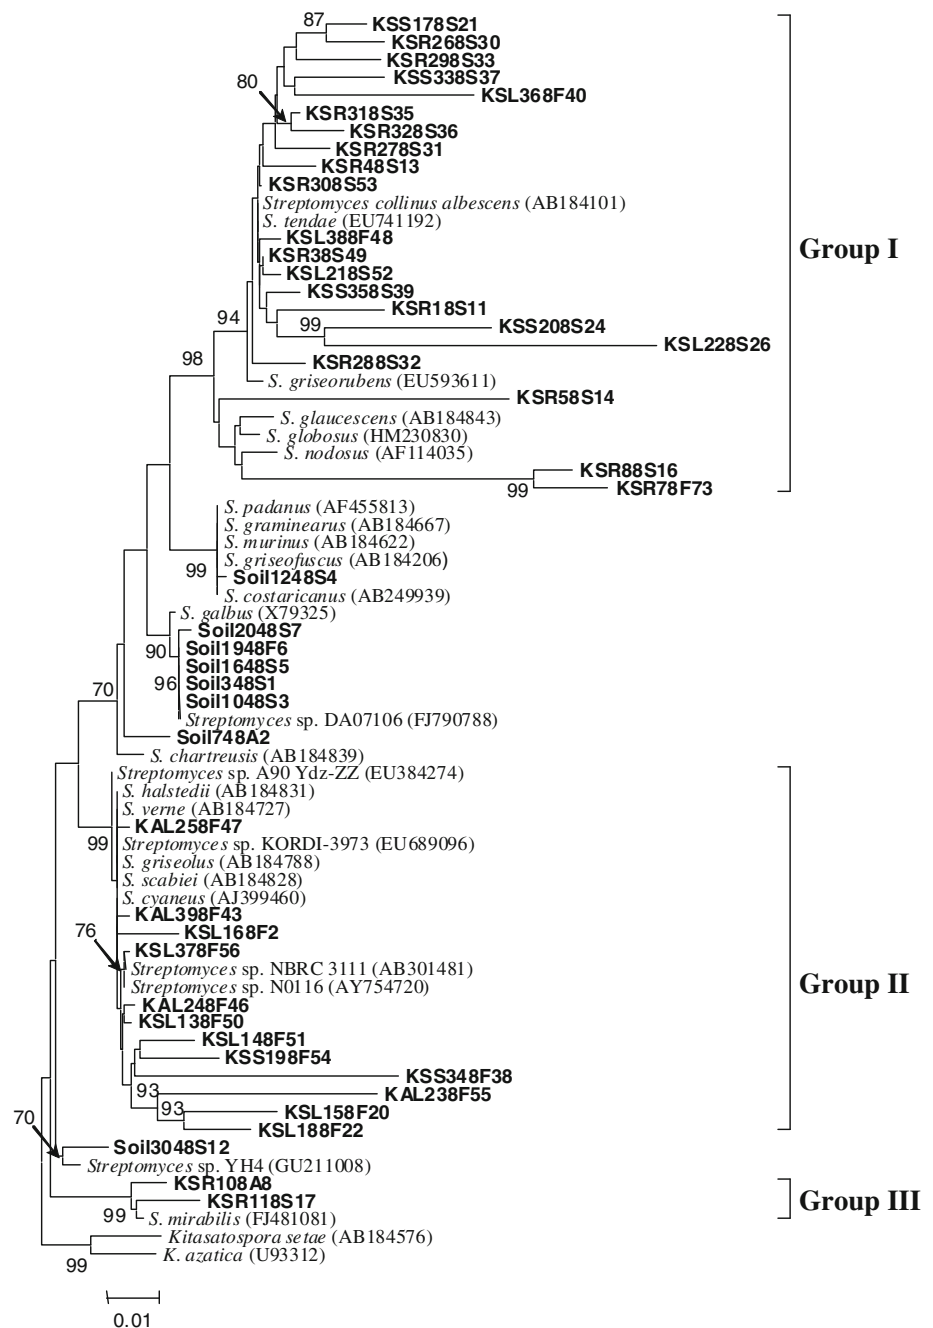 87
KSS178S21
KSR268S30
KSR298S33
KSS338S37
80
KSL368F40
KSR318S35
KSR328S36
KSR278S31
KSR48S13
KSR308S53
Streptomyces collinus albescens (AB184101)
S. tendae (EU741192)
KSL388F48
Group I
KSR38S49
KSL218S52
KSS358S39
KSR18S11
94
99
KSS208S24
KSL228S26
98
KSR288S32
S. griseorubens (EU593611)
KSR58S14
S. glaucescens (AB184843)
S. globosus (HM230830)
S. nodosus (AF114035)
KSR88S16
99
KSR78F73
S. padanus (AF455813)
S. graminearus (AB184667)
S. murinus (AB184622)
S. griseofuscus (AB184206)
99
Soil1248S4
S. costaricanus (AB249939)
S. galbus (X79325)
Soil2048S7
90
Soil1948F6
Soil1648S5
96
Soil348S1
70
Soil1048S3
Streptomyces sp. DA07106 (FJ790788)
Soil748A2
S. chartreusis (AB184839)
Streptomyces sp. A90 Ydz-ZZ (EU384274)
S. halstedii (AB184831)
S. verne (AB184727)
KAL258F47
99
Streptomyces sp. KORDI-3973 (EU689096)
S. griseolus (AB184788)
S. scabiei (AB184828)
S. cyaneus (AJ399460)
KAL398F43
76
KSL168F2
KSL378F56
Streptomyces sp. NBRC 3111 (AB301481)
Group II
Streptomyces sp. N0116 (AY754720)
KAL248F46
KSL138F50
KSL148F51
KSS198F54
KSS348F38
93
KAL238F55
93
KSL158F20
70
KSL188F22
Soil3048S12
Streptomyces sp. YH4 (GU211008)
KSR108A8
KSR118S17
Group III
99
S. mirabilis (FJ481081)
Kitasatospora setae (AB184576)
K. azatica (U93312)
99
0.01